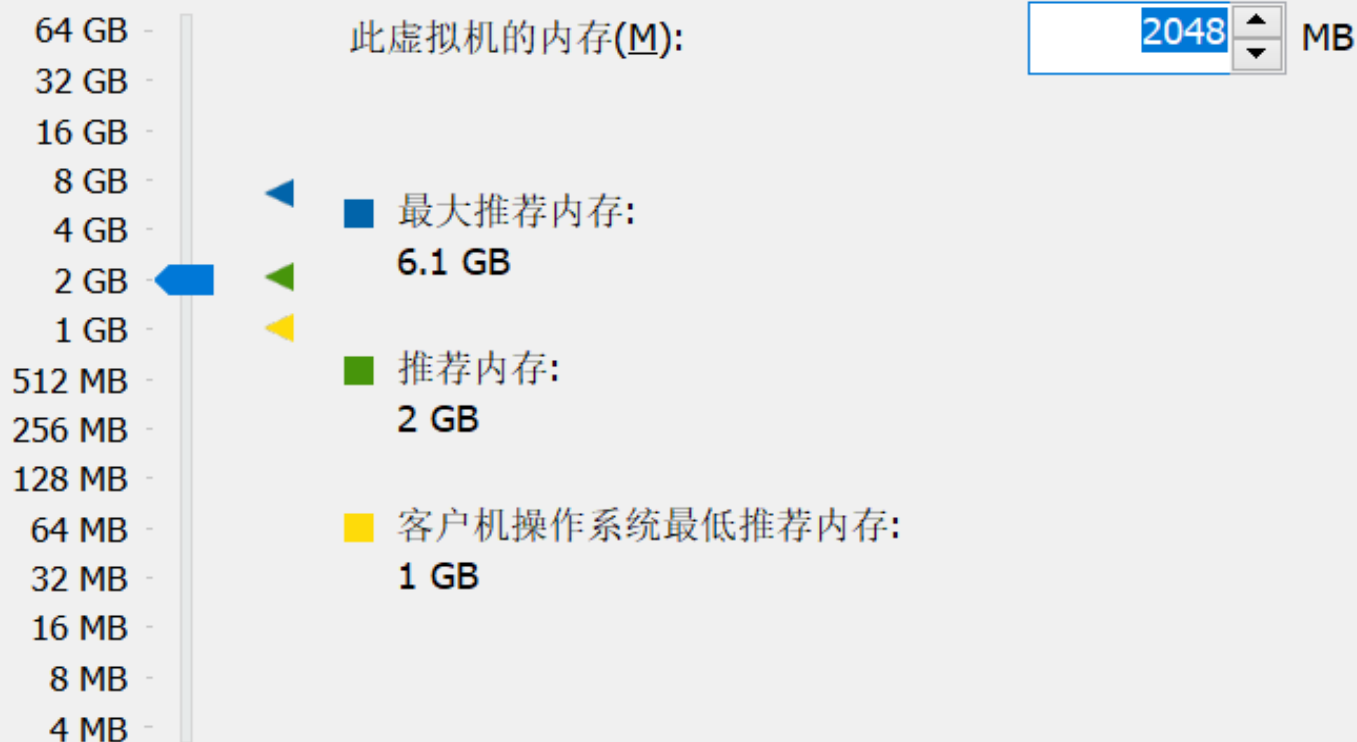 64 GB
32 GB
16 GB
8 GB
4 GB
2 GB
1 GB
512 MB
256 MB
128 MB
64 MB
32 MB
16 MB
8 MB
4 MB
此虚拟机的内存(M): 2048 MB
最大推荐内存:
6.1 GB
推荐内存:
2 GB
客户机操作系统最低推荐内存:
1 GB